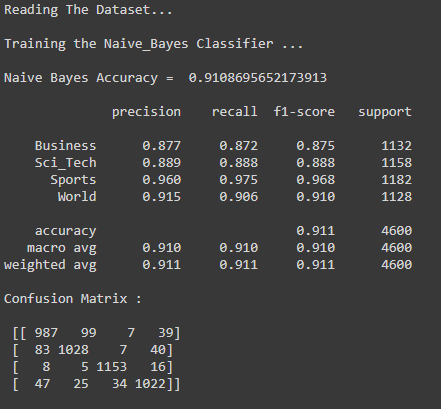 Reading The Dataset...
Training the Naive_Bayes Classifier ...
Naive Bayes Accuracy =  0.9108695652173913
              precision    recall  f1-score   support
    Business      0.877     0.872     0.875      1132
    Sci_Tech      0.889     0.888     0.888      1158
      Sports      0.960     0.975     0.968      1182
       World      0.915     0.906     0.910      1128
    accuracy                          0.911      4600
   macro avg      0.910     0.910     0.910      4600
weighted avg      0.911     0.911     0.911      4600
Confusion Matrix :
 [[ 987   99    7   39]
 [  83 1028    7   40]
 [   8    5 1153   16]
 [  47   25   34 1022]]